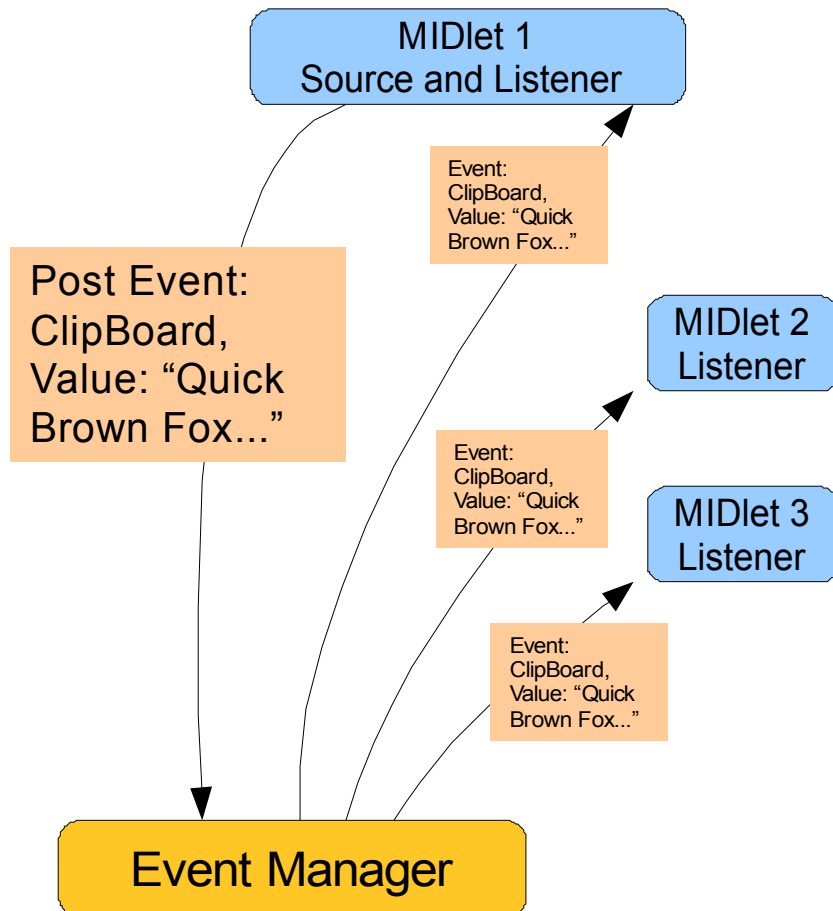 MIDlet 1
Source and Listener
Event:
ClipBoard,
Value: “Quick
Brown Fox...”
Post Event:
ClipBoard,
Value: “Quick
Brown Fox...”
MIDlet 2
Listener
Event:
ClipBoard,
Value: “Quick
Brown Fox...”
MIDlet 3
Listener
Event:
ClipBoard,
Value: “Quick
Brown Fox...”
Event Manager